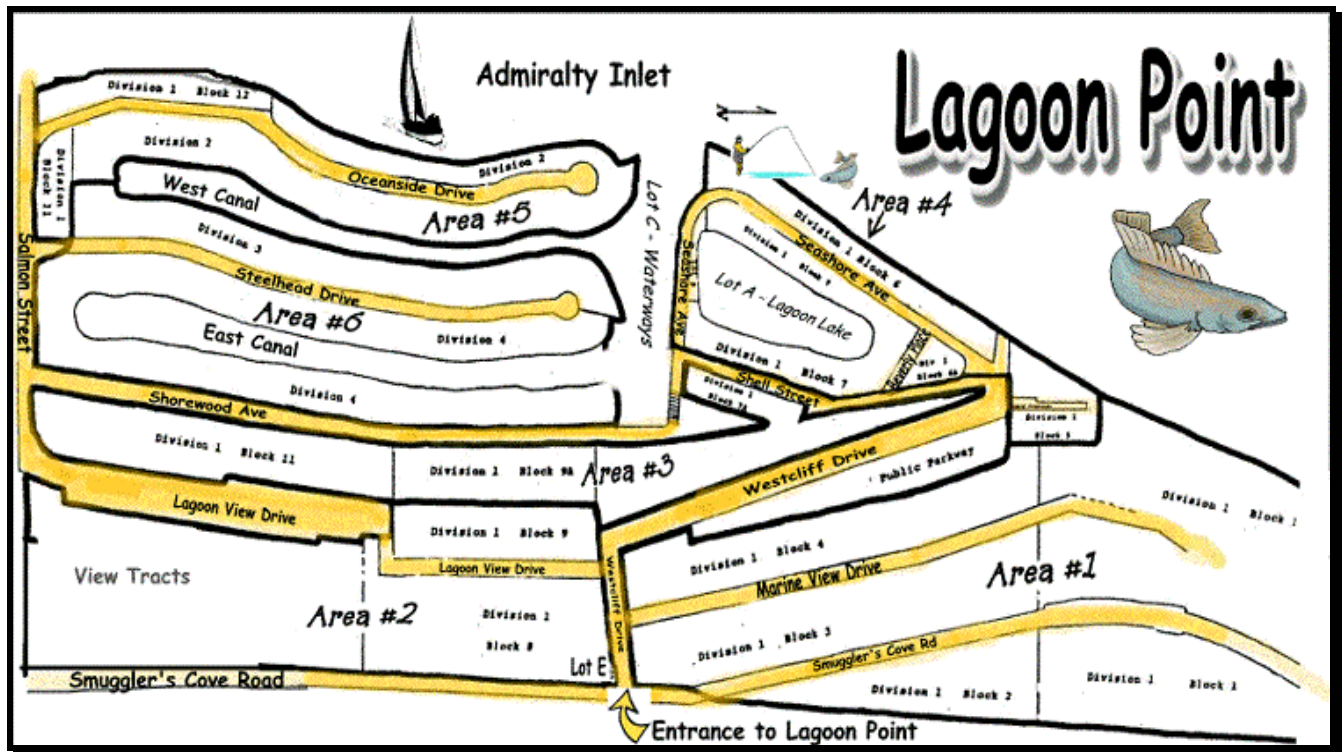 Lagoon Point
Admiralty Inlet
Division 1 Block 12
Division 2
Division 2
Division 1
Block 11
West Canal
Oceanside Drive
Area #5
Lot C - Waterways
Area #4
Division 1 Block 6
Seashore Ave
Seashore Ave
Lot A - Lagoon Lake
Beverly Place
Division 1 Block 7
Shell Street
Salmon Street
Division 3
Steelhead Drive
Area #6
East Canal
Division 4
Division 4
Shorewood Ave
Division 1 Block 11
Division 1 Block 9A
Area #3
Westcliff Drive
Public Parkway
Division 1
Block 5
Division 1 Block 1
Lagoon View Drive
Division 1 Block 9
Lagoon View Drive
Westcliff Drive
Division 1 Block 4
Marine View Drive
Area #1
View Tracts
Area #2
Division 1
Block 8
Lot E
Division 1 Block 3
Smuggler's Cove Rd
Smuggler's Cove Road
Division 1 Block 2
Division 1 Block 1
Entrance to Lagoon Point